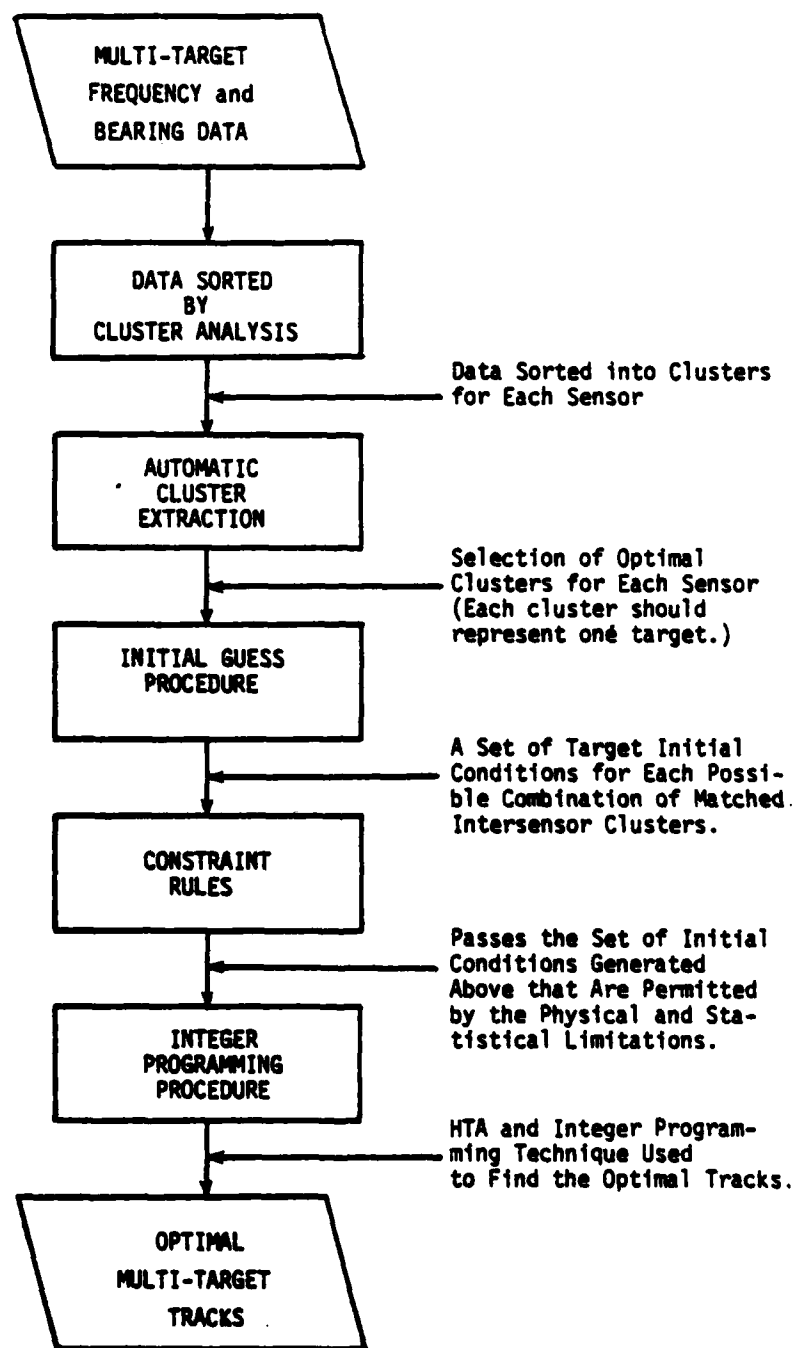 MULTI-TARGET
FREQUENCY and
BEARING DATA
DATA SORTED
BY
CLUSTER ANALYSIS
Data Sorted into Clusters
for Each Sensor
AUTOMATIC
CLUSTER
EXTRACTION
Selection of Optimal
Clusters for Each Sensor
(Each cluster should
represent one target.)
INITIAL GUESS
PROCEDURE
A Set of Target Initial
Conditions for Each Possi-
ble Combination of Matched
Intersensor Clusters.
CONSTRAINT
RULES
Passes the Set of Initial
Conditions Generated
Above that Are Permitted
by the Physical and Sta-
tistical Limitations.
INTEGER
PROGRAMMING
PROCEDURE
HTA and Integer Program-
ming Technique Used
to Find the Optimal Tracks.
OPTIMAL
MULTI-TARGET
TRACKS